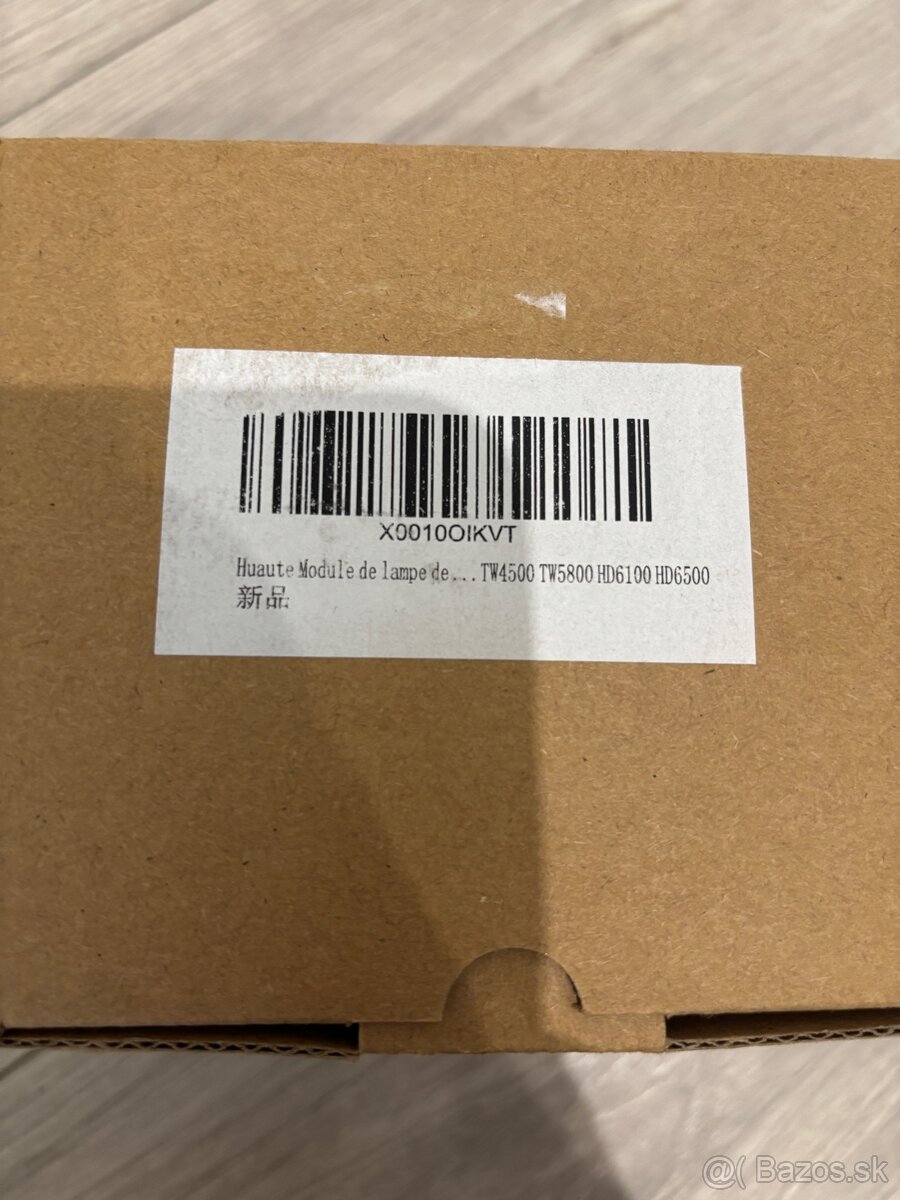 X0010OIKVT
Huaute Module de lampe de... TW4500 TW5800 HD6100 HD6500
新品
@( Bazos.sk